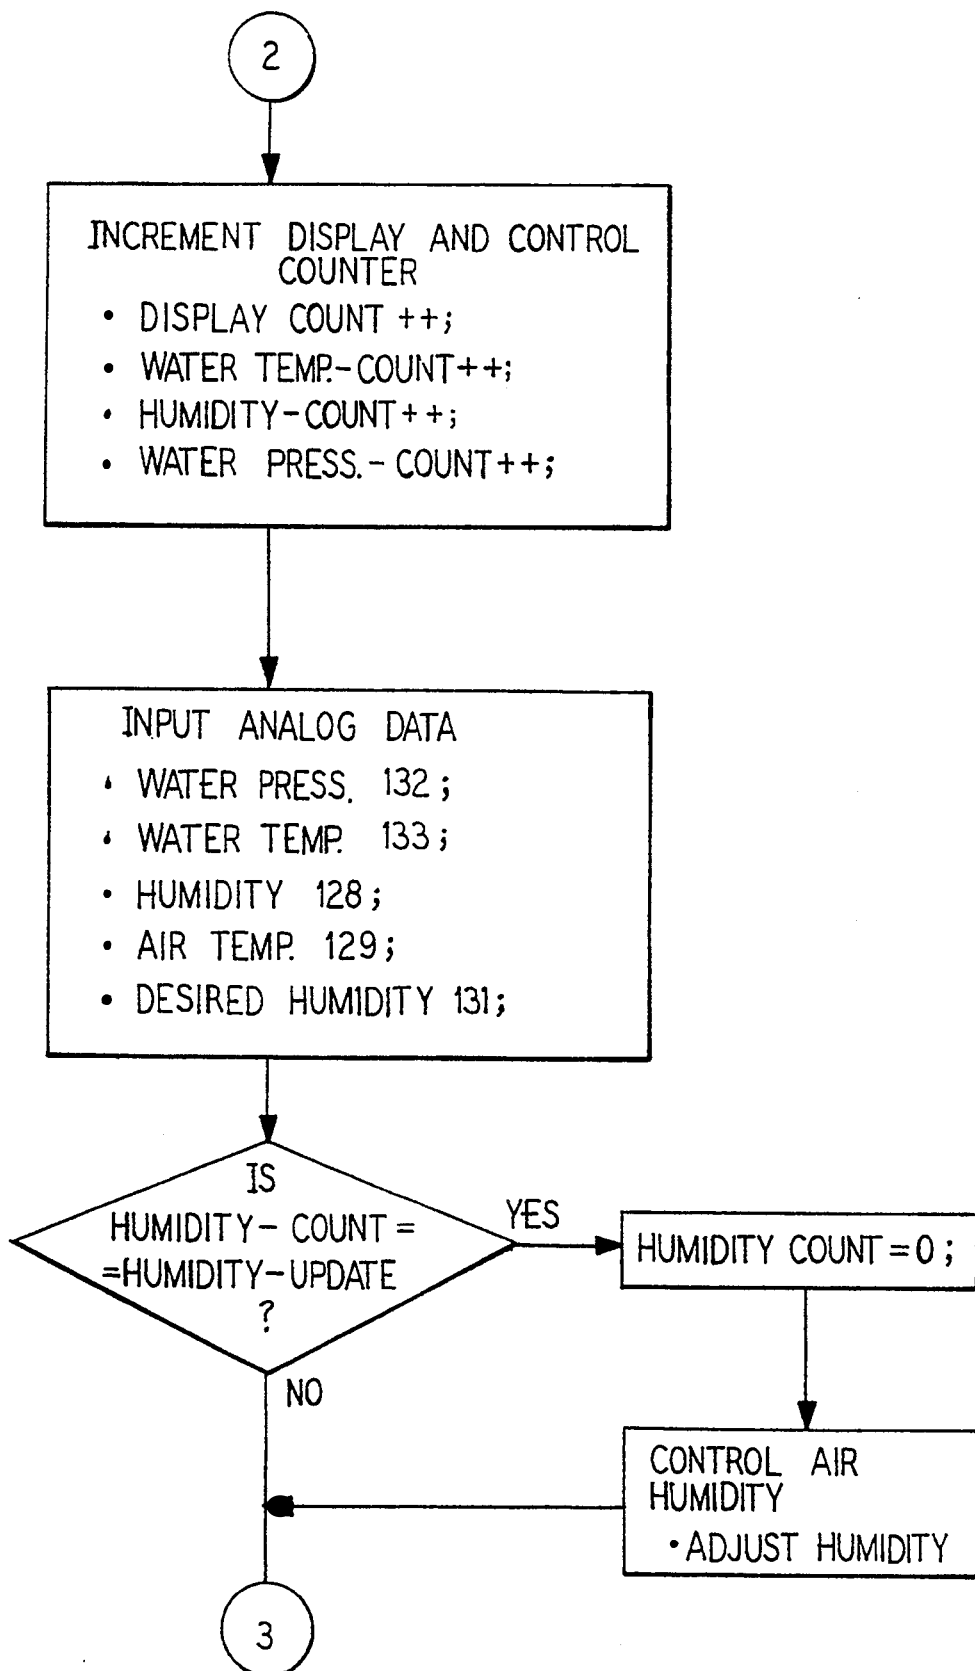 2
INCREMENT DISPLAY AND CONTROL
COUNTER
• DISPLAY COUNT ++;
• WATER TEMP.-COUNT++;
• HUMIDITY-COUNT++;
• WATER PRESS.-COUNT++;
INPUT ANALOG DATA
• WATER PRESS. 132;
• WATER TEMP. 133;
• HUMIDITY 128;
• AIR TEMP. 129;
• DESIRED HUMIDITY 131;
IS
HUMIDITY-COUNT=
=HUMIDITY-UPDATE
?
YES
HUMIDITY COUNT=0;
NO
CONTROL AIR
HUMIDITY
•ADJUST HUMIDITY
3